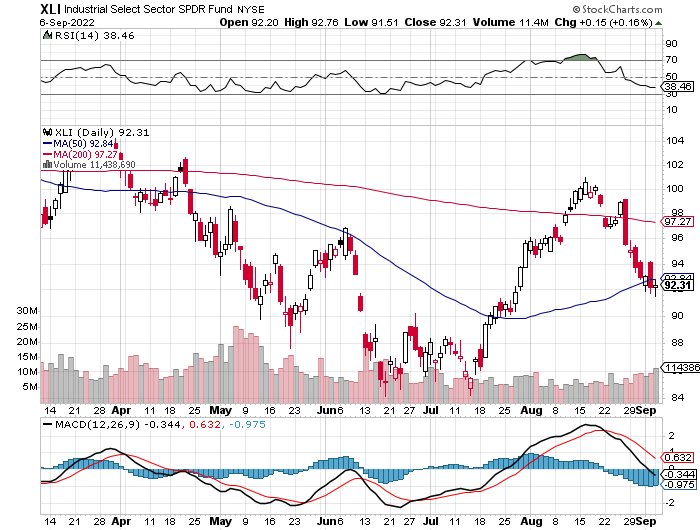 XLI Industrial Select Sector SPDR Fund NYSE © StockCharts.com
6-Sep-2022 Open 92.20 High 92.76 Low 91.51 Close 92.31 Volume 11.4M Chg +0.15 (+0.16%)
RSI(14) 38.46
90
70
50
38.46
30
10
XLI (Daily) 92.31
MA(50) 92.84
MA(200) 97.27
Volume 11,438,690
104
102
100
98
97.27
96
94
92.84
92.31
90
88
86
84
30M
25M
20M
15M
10M
5M
114386
14 21 28 Apr 11 18 25 May 9 16 23 Jun 6 13 21 27 Jul 11 18 25 Aug 8 15 22 29 Sep
MACD(12,26,9) -0.344, 0.632, -0.975
2
1
0.632
-0.344
-0.975
-2
14 21 28 Apr 11 18 25 May 9 16 23 Jun 6 13 21 27 Jul 11 18 25 Aug 8 15 22 29 Sep